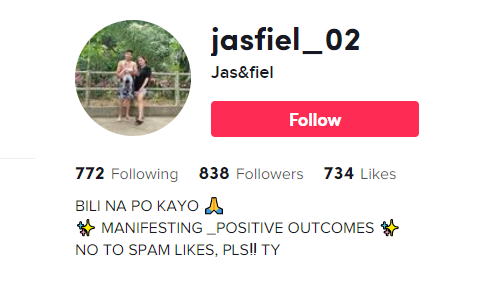 jasfiel_02
Jas&fiel
Follow
772 Following 838 Followers 734 Likes
BILI NA PO KAYO 🙏
✨ MANIFESTING _POSITIVE OUTCOMES ✨
NO TO SPAM LIKES, PLS!! TY